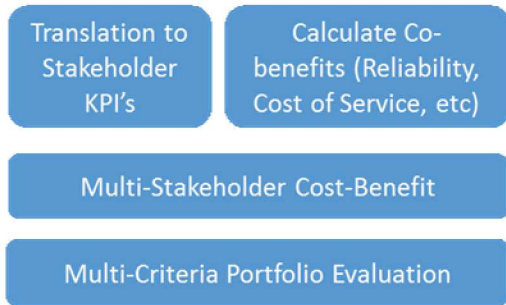 Translation to
Stakeholder
KPI's
Calculate Co-
benefits (Reliability,
Cost of Service, etc)
Multi-Stakeholder Cost-Benefit
Multi-Criteria Portfolio Evaluation